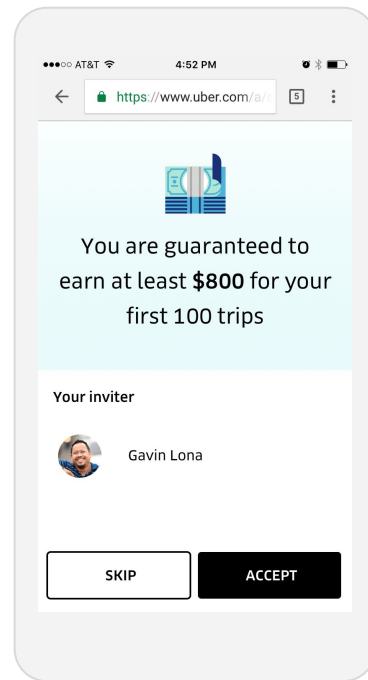 AT&T 4:52 PM
https://www.uber.com/a/ 5
You are guaranteed to
earn at least $800 for your
first 100 trips
Your inviter
Gavin Lona
SKIP ACCEPT